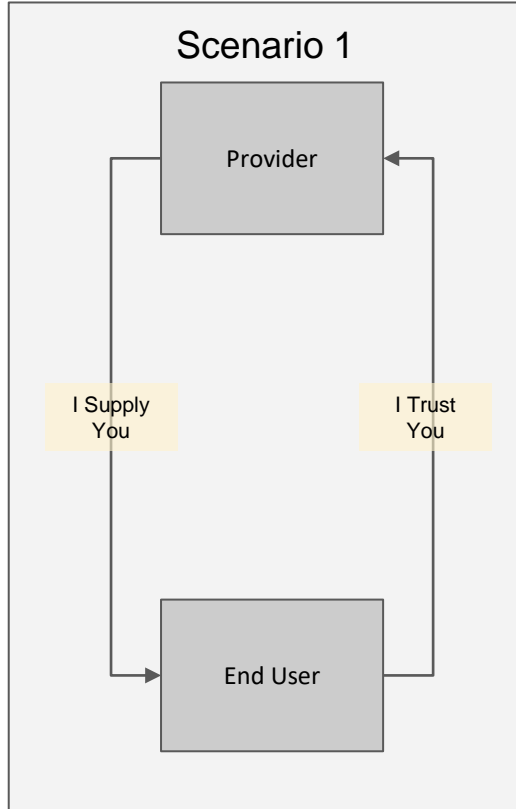 Scenario 1
Provider
I Supply
You
I Trust
You
End User